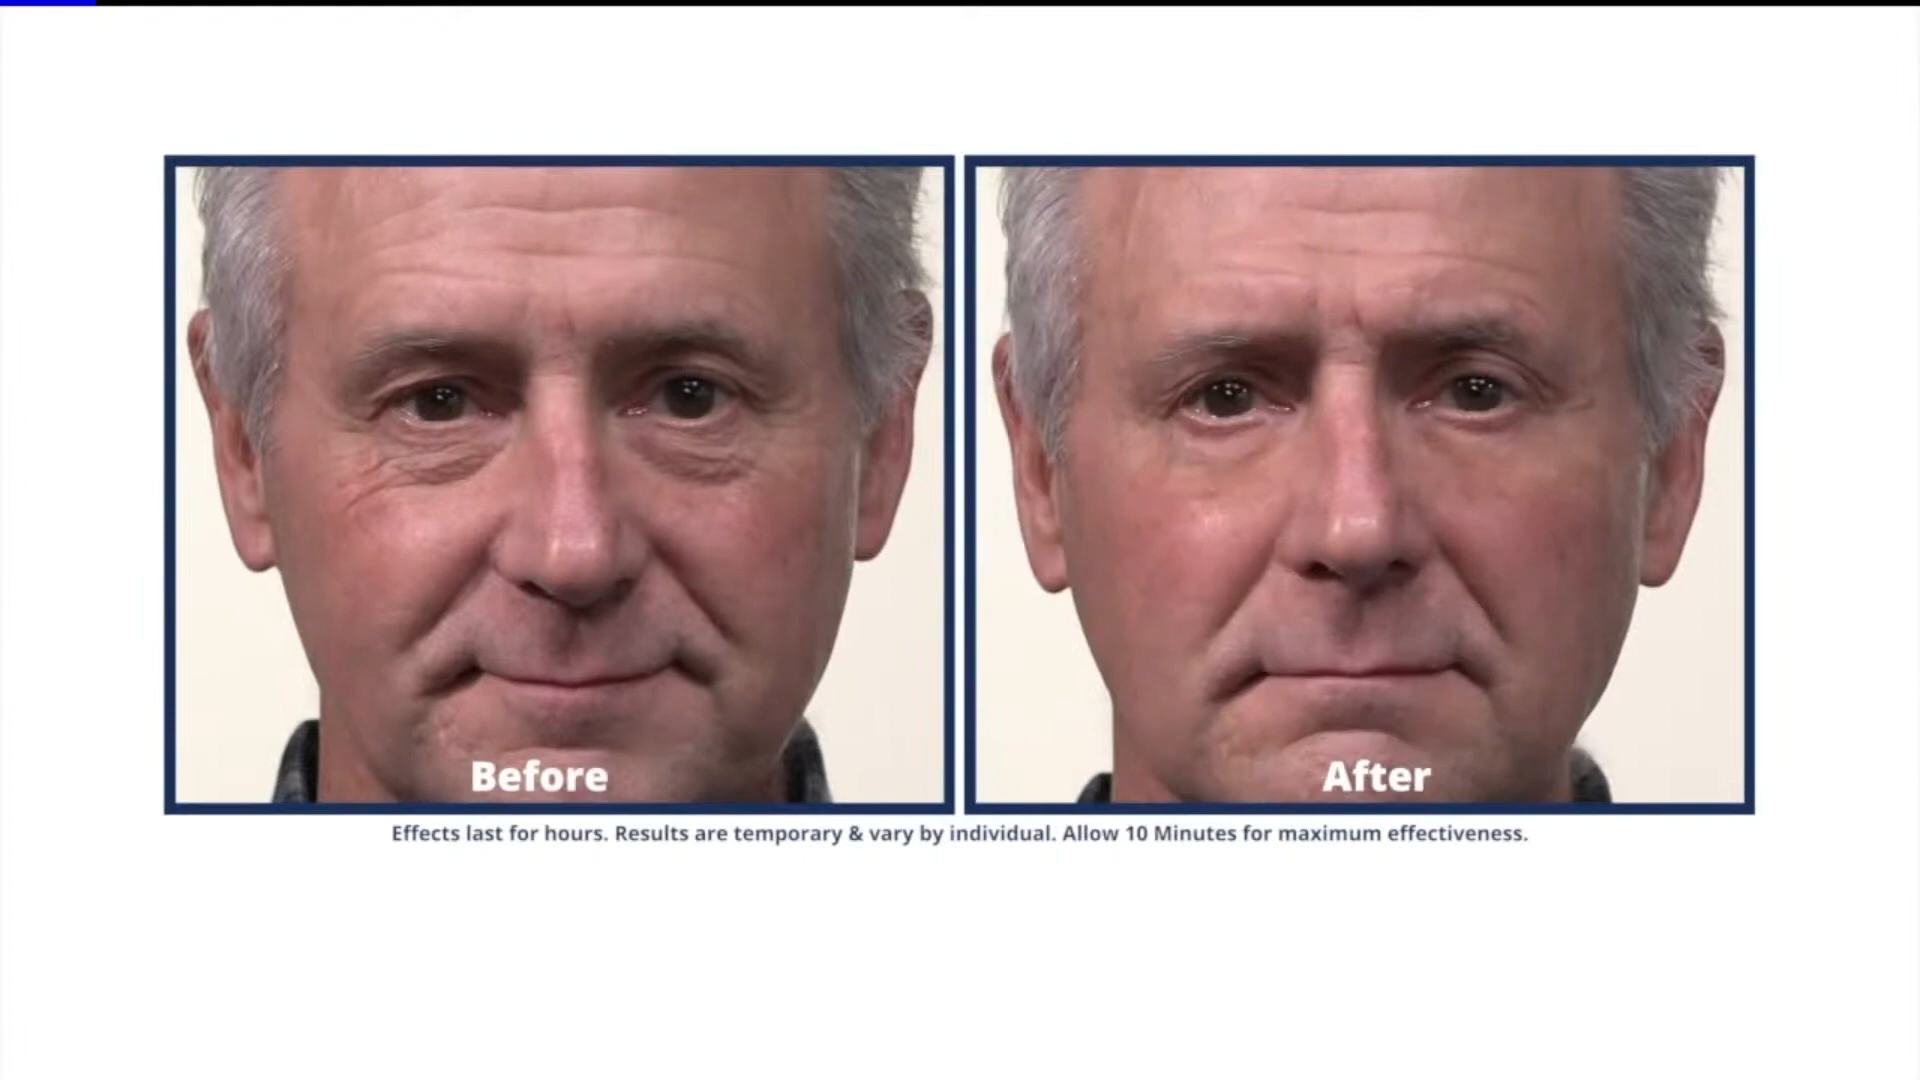 Before
After
Effects last for hours. Results are temporary & vary by individual. Allow 10 Minutes for maximum effectiveness.